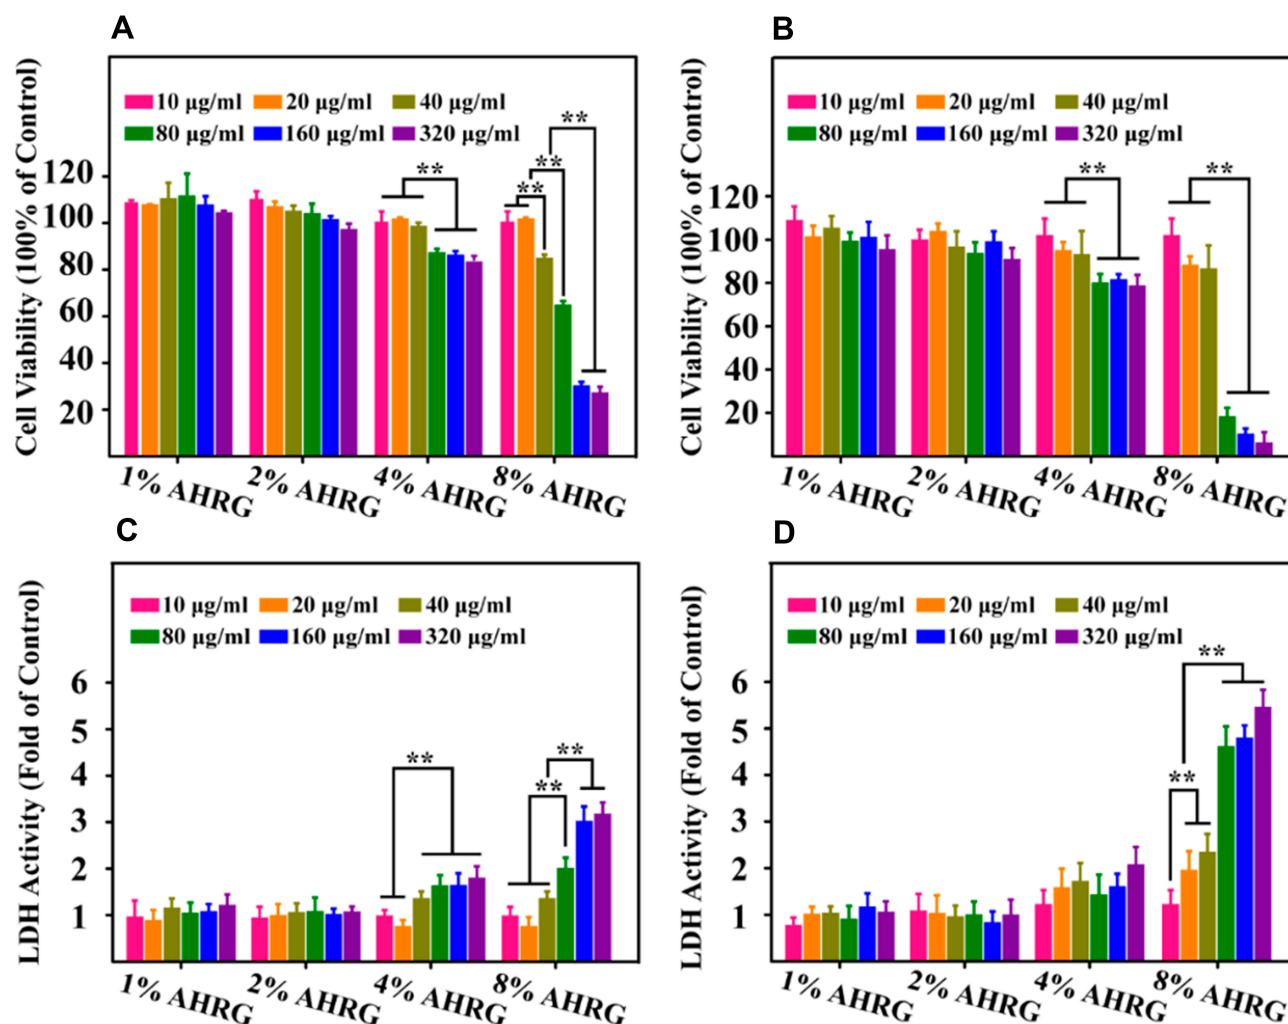 A
Cell Viability (100% of Control)
10 μg/ml 20 μg/ml 40 μg/ml
80 μg/ml 160 μg/ml 320 μg/ml
** ** ** **
120
100
80
60
40
20
1% AHRG 2% AHRG 4% AHRG 8% AHRG
B
Cell Viability (100% of Control)
10 μg/ml 20 μg/ml 40 μg/ml
80 μg/ml 160 μg/ml 320 μg/ml
** **
120
100
80
60
40
20
1% AHRG 2% AHRG 4% AHRG 8% AHRG
C
LDH Activity (Fold of Control)
10 μg/ml 20 μg/ml 40 μg/ml
80 μg/ml 160 μg/ml 320 μg/ml
** ** **
6
5
4
3
2
1
1% AHRG 2% AHRG 4% AHRG 8% AHRG
D
LDH Activity (Fold of Control)
10 μg/ml 20 μg/ml 40 μg/ml
80 μg/ml 160 μg/ml 320 μg/ml
** **
6
5
4
3
2
1
1% AHRG 2% AHRG 4% AHRG 8% AHRG